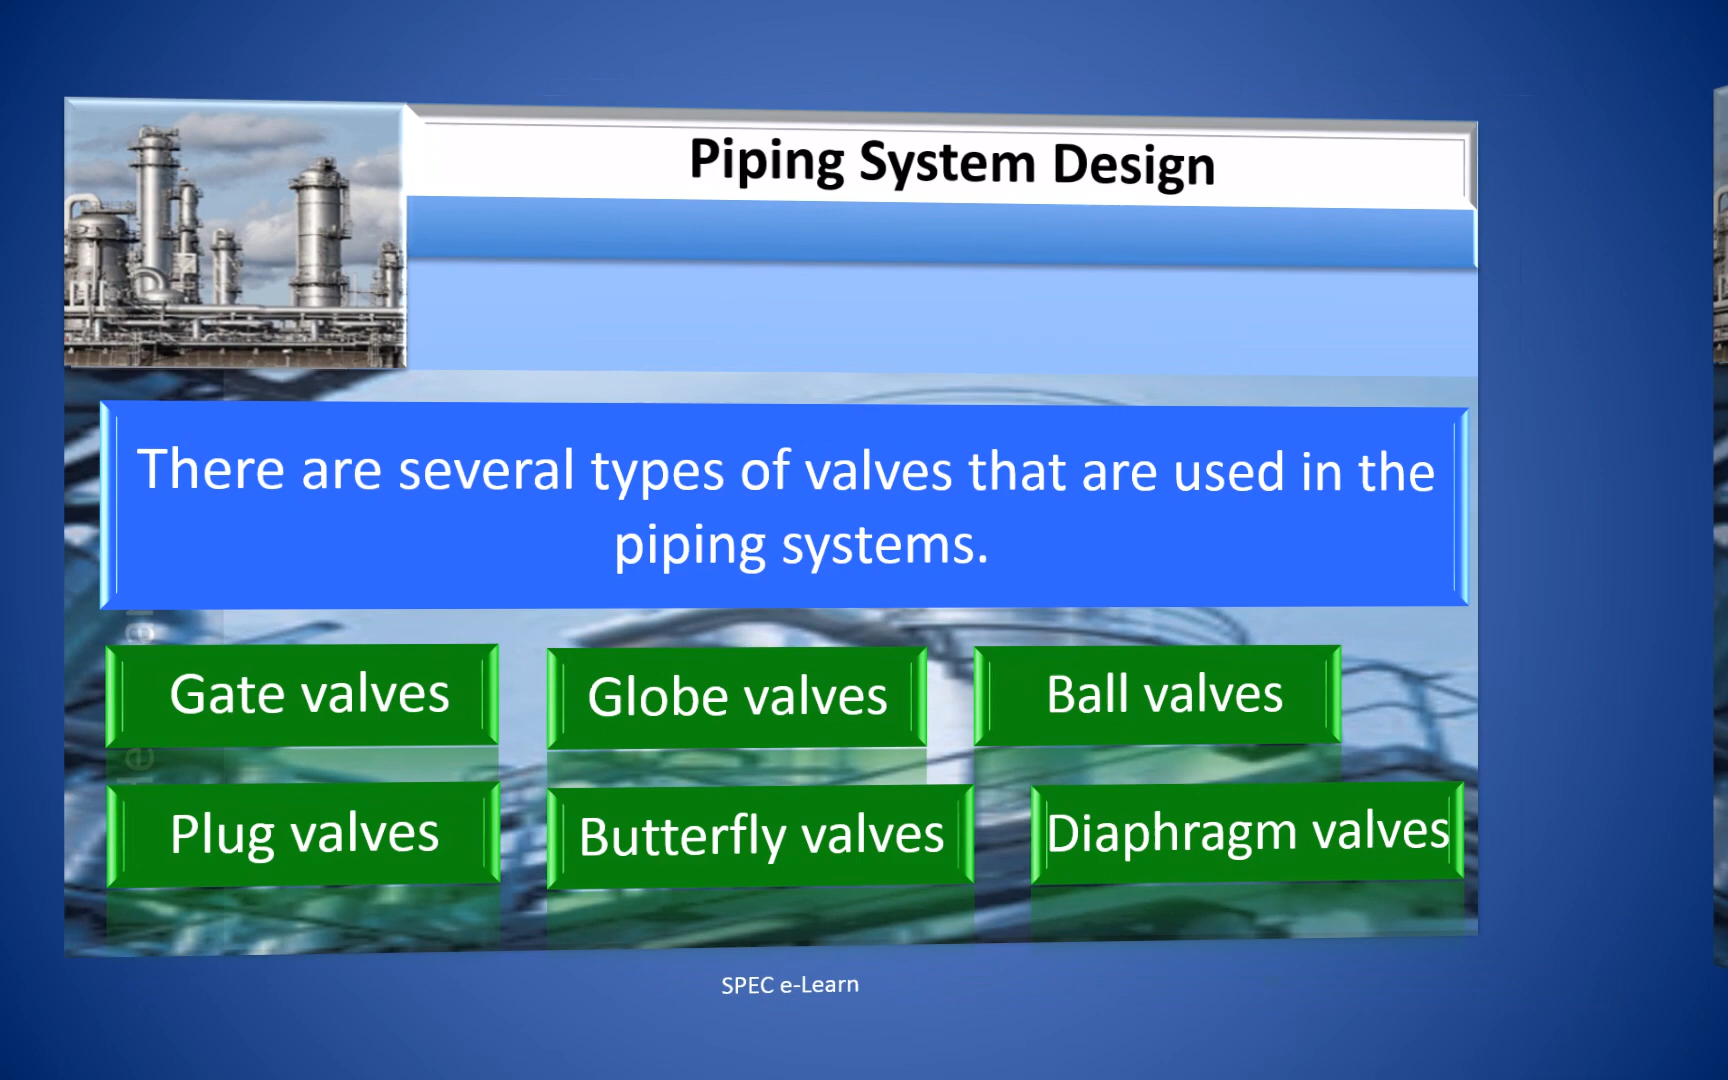 Piping System Design
There are several types of valves that are used in the
piping systems.
Gate valves
Globe valves
Ball valves
Plug valves
Butterfly valves
Diaphragm valves
SPEC e-Learn